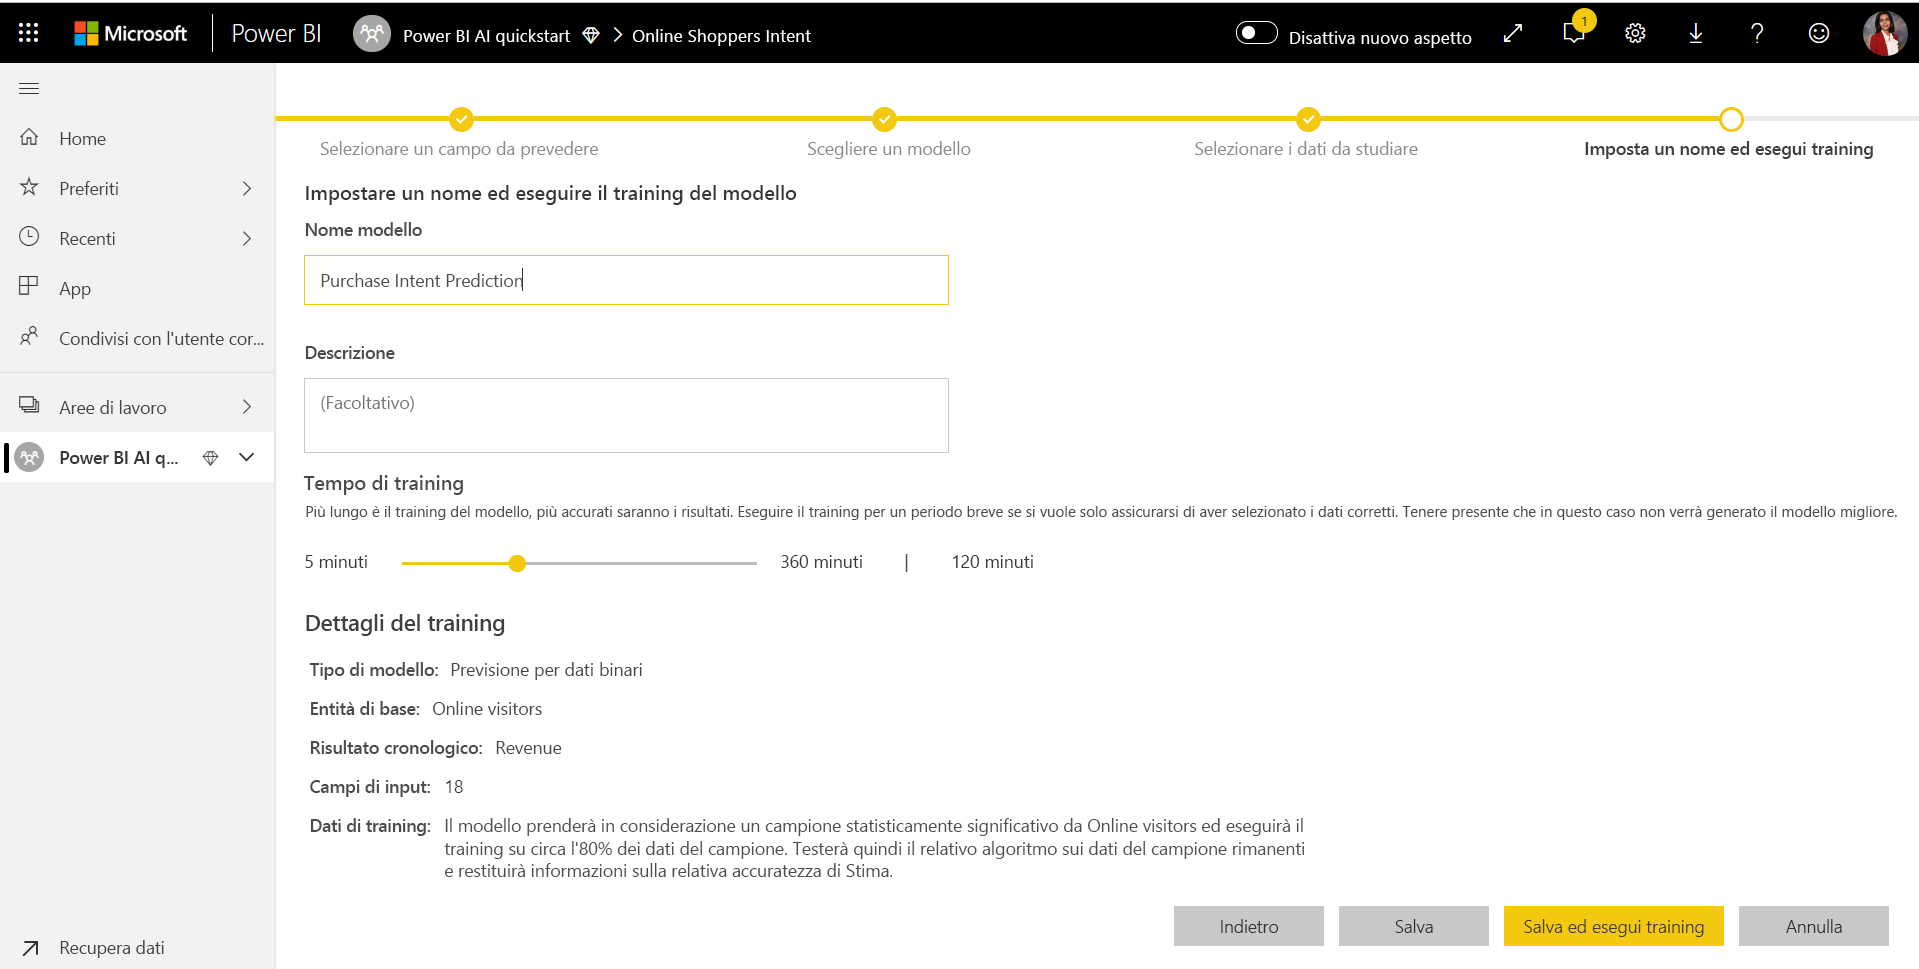 Microsoft Power BI Power BI AI quickstart Online Shoppers Intent Disattiva nuovo aspetto 1
Home
Preferiti
Recenti
App
Condivisi con l'utente cor...
Aree di lavoro
Power BI AI q...
Recupera dati
Selezionare un campo da prevedere Scegliere un modello Selezionare i dati da studiare Imposta un nome ed esegui training
Impostare un nome ed eseguire il training del modello
Nome modello
Purchase Intent Prediction
Descrizione
(Facoltativo)
Tempo di training
Più lungo è il training del modello, più accurati saranno i risultati. Eseguire il training per un periodo breve se si vuole solo assicurarsi di aver selezionato i dati corretti. Tenere presente che in questo caso non verrà generato il modello migliore.
5 minuti 360 minuti | 120 minuti
Dettagli del training
Tipo di modello: Previsione per dati binari
Entità di base: Online visitors
Risultato cronologico: Revenue
Campi di input: 18
Dati di training: Il modello prenderà in considerazione un campione statisticamente significativo da Online visitors ed eseguirà il
training su circa l'80% dei dati del campione. Testerà quindi il relativo algoritmo sui dati del campione rimanenti
e restituirà informazioni sulla relativa accuratezza di Stima.
Indietro Salva Salva ed esegui training Annulla